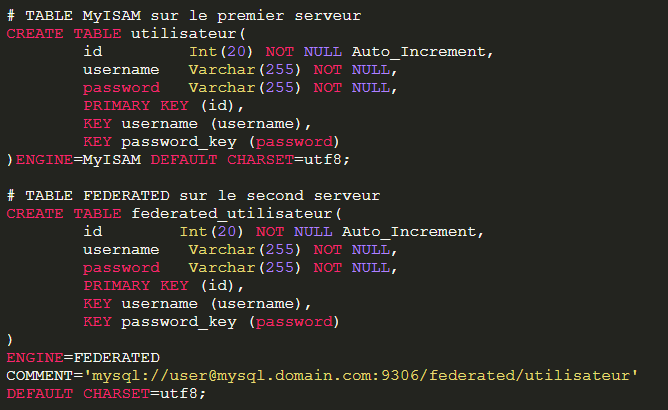 # TABLE MyISAM sur le premier serveur
CREATE TABLE utilisateur(
id Int(20) NOT NULL Auto_Increment,
username Varchar(255) NOT NULL,
password Varchar(255) NOT NULL,
PRIMARY KEY (id),
KEY username (username),
KEY password_key (password)
)ENGINE=MyISAM DEFAULT CHARSET=utf8;
# TABLE FEDERATED sur le second serveur
CREATE TABLE federated_utilisateur(
id Int(20) NOT NULL Auto_Increment,
username Varchar(255) NOT NULL,
password Varchar(255) NOT NULL,
PRIMARY KEY (id),
KEY username (username),
KEY password_key (password)
)
ENGINE=FEDERATED
COMMENT='mysql://user@mysql.domain.com:9306/federated/utilisateur'
DEFAULT CHARSET=utf8;